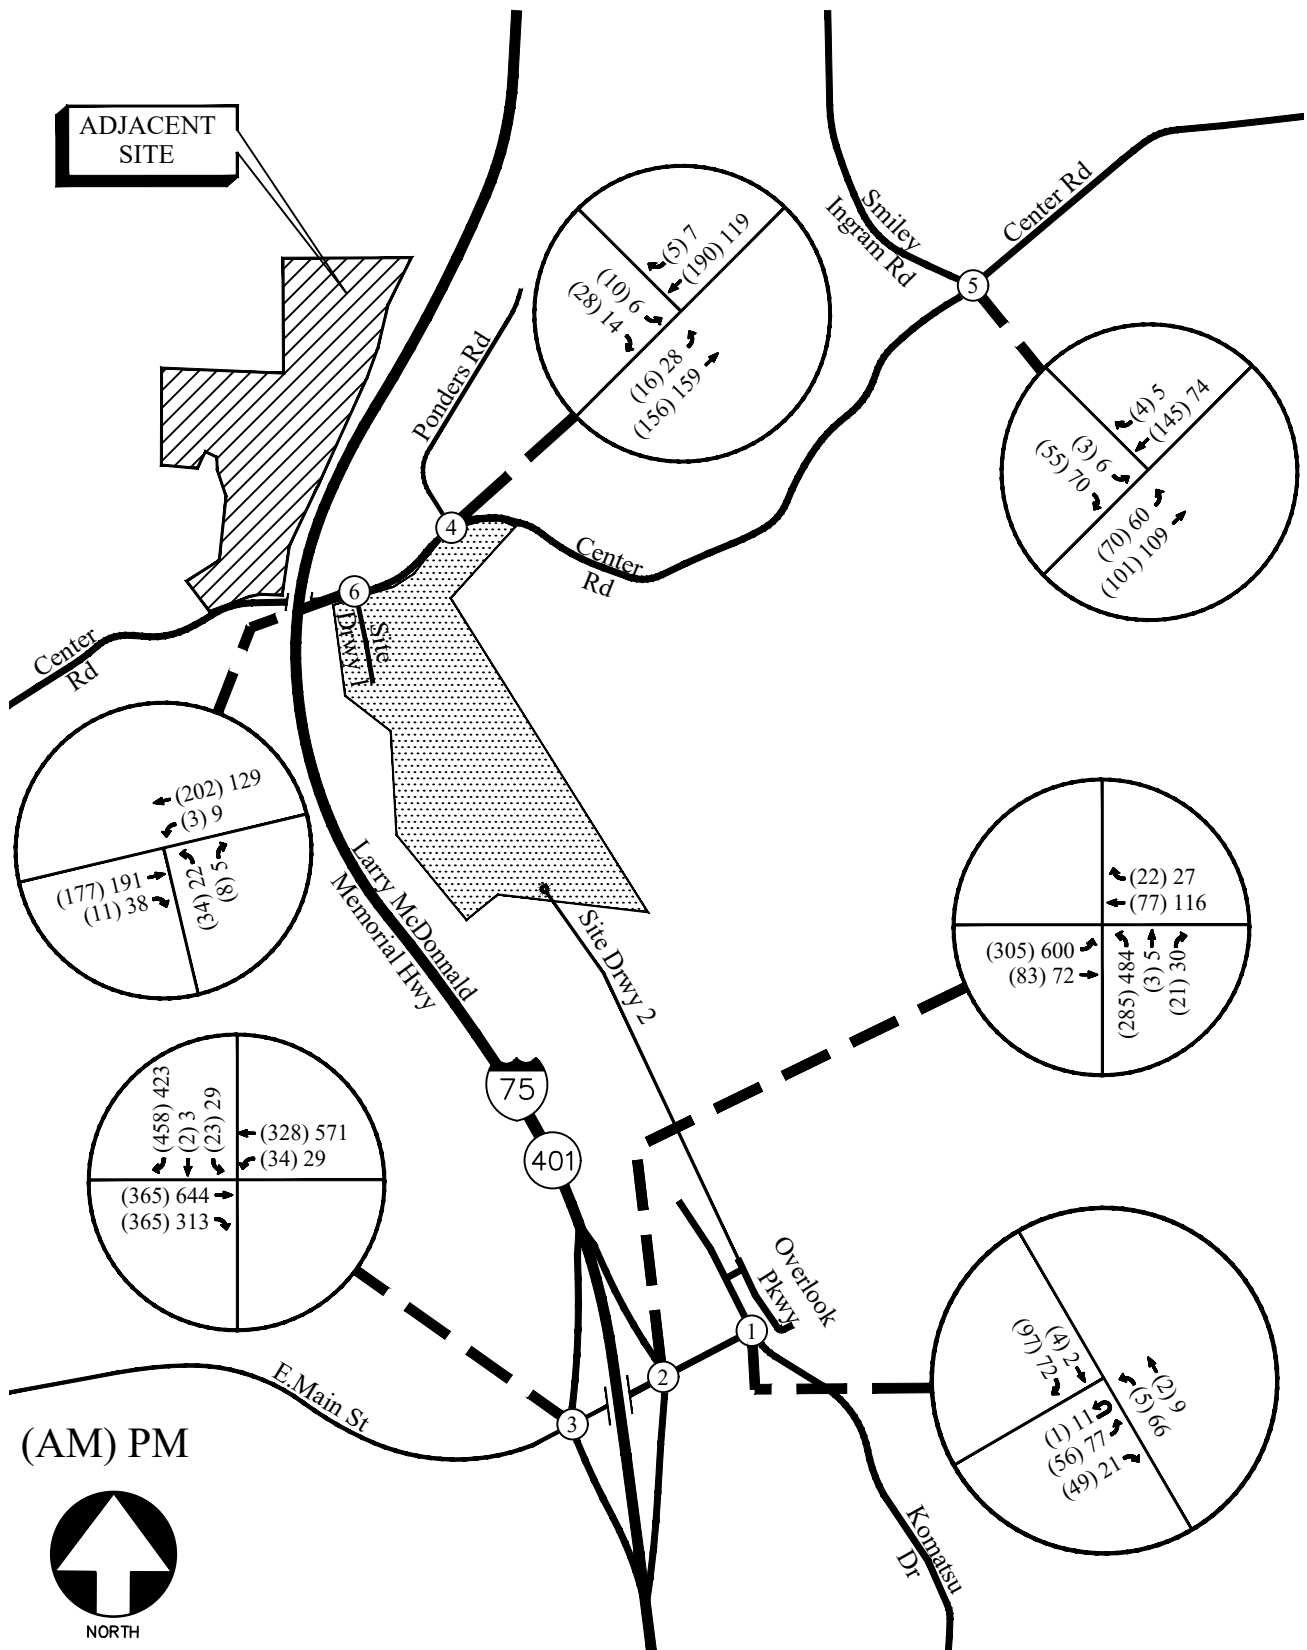 ADJACENT
SITE
Smiley
Ingram Rd
Center Rd
5
(5) 7
(190) 119
(10) 6
(28) 14
(16) 28
(156) 159
(4) 5
(145) 74
(3) 6
(55) 70
(70) 60
(101) 109
Ponders Rd
4
Center
Rd
6
Site
Drwy 1
Center
Rd
(202) 129
(3) 9
(177) 191
(11) 38
(34) 22
(8) 5
Larry McDonnald
Memorial Hwy
Site Drwy 2
(22) 27
(77) 116
(305) 600
(83) 72
(285) 484
(3) 5
(21) 30
75
401
(458) 423
(2) 3
(23) 29
(328) 571
(34) 29
(365) 644
(365) 313
Overlook
Pkwy
1
2
3
E.Main St
(4) 2
(97) 72
(2) 9
(5) 66
(1) 11
(56) 77
(49) 21
Komatsu
Dr
(AM) PM
NORTH